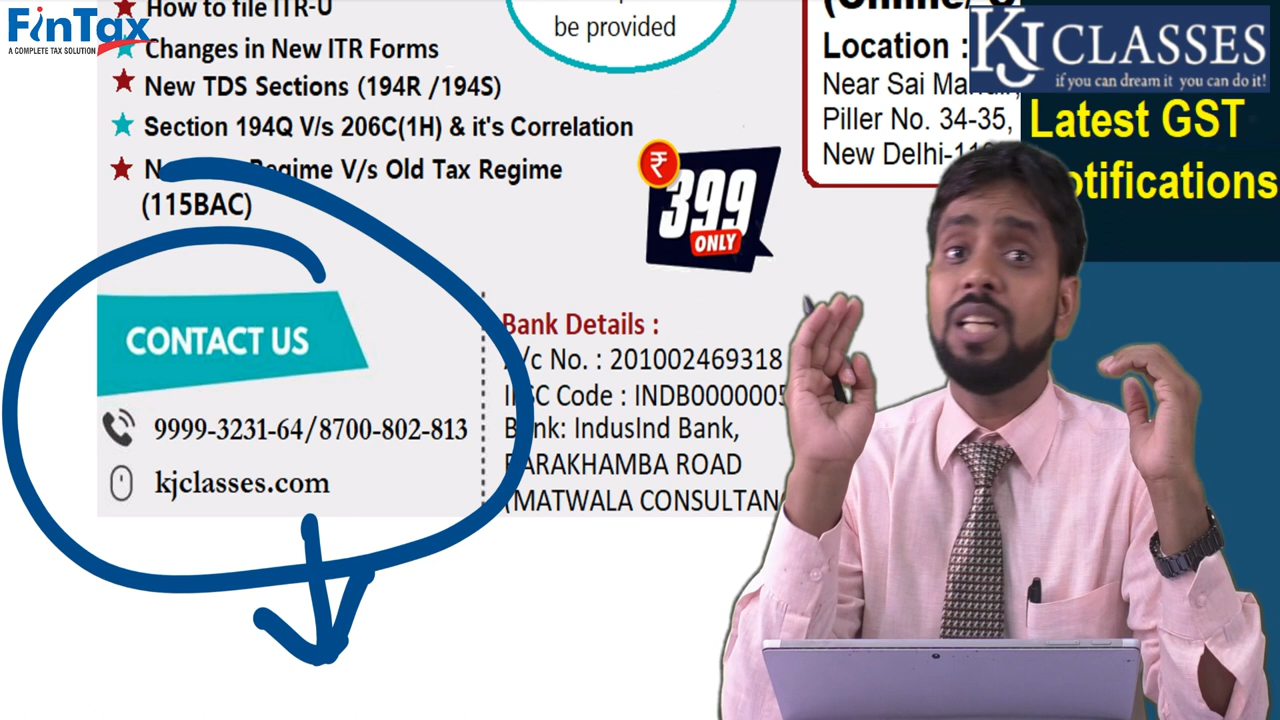 FinTax
A COMPLETE TAX SOLUTION
How to file ITR-U
Changes in New ITR Forms
New TDS Sections (194R /194S)
Section 194Q V/s 206C(1H) & it's Correlation
Regime V/s Old Tax Regime
(115BAC)
be provided
₹
399
ONLY
(Online/
Location :
Near Sai
Piller No. 34-35,
New Delhi-
KJ CLASSES
if you can dream it you can do it!
Latest GST
otifications
CONTACT US
9999-3231-64/8700-802-813
kjclasses.com
Bank Details :
A/c No. : 201002469318
IFSC Code : INDB0000005
Bank: IndusInd Bank,
BARAKHAMBA ROAD
(MATWALA CONSULTAN